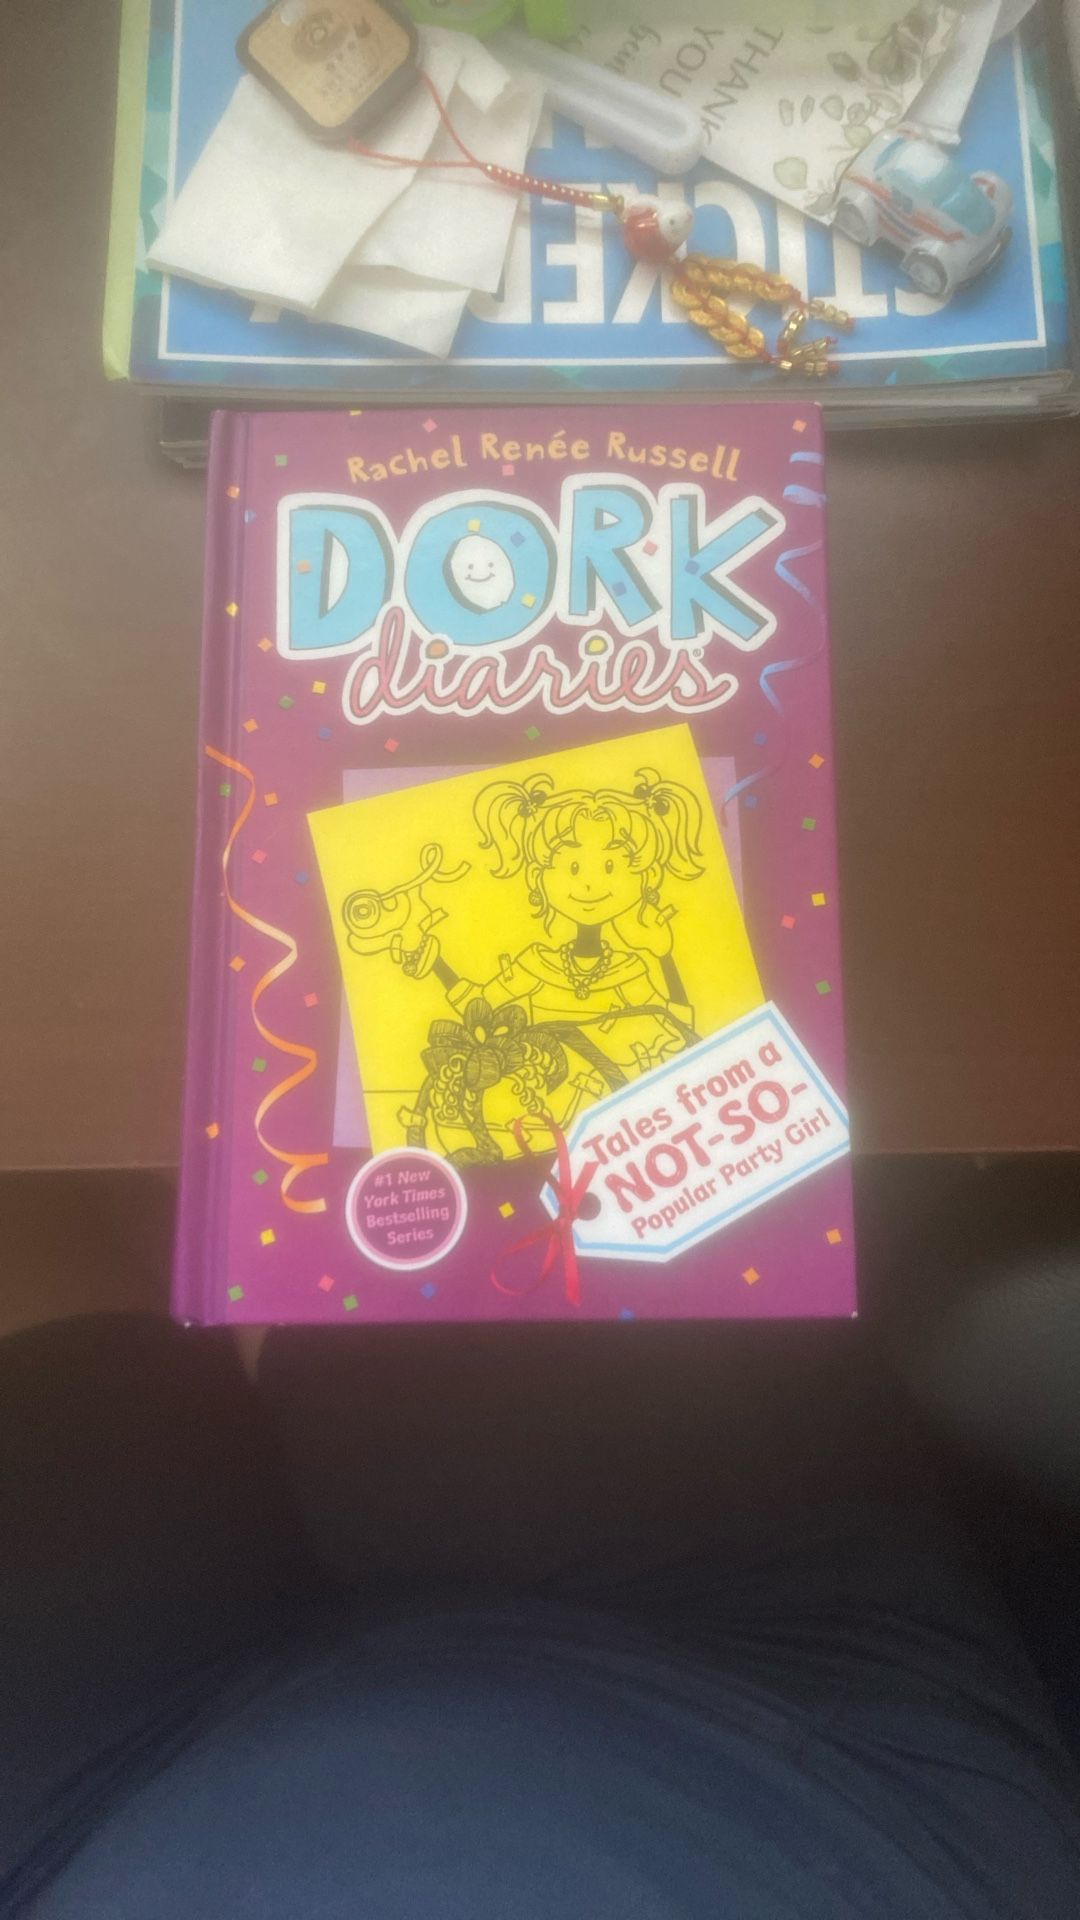 THANK
YOU
STICKER
Rachel Renée Russell
DORK
diaries®
Tales from a
NOT-SO-
Popular Party Girl
#1 New
York Times
Bestselling
Series